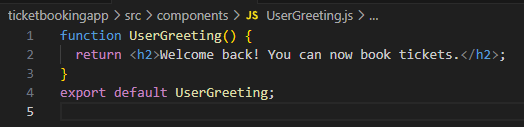 ticketbookingapp > src > components > JS UserGreeting.js > ...
1 function UserGreeting() {
2   return <h2>Welcome back! You can now book tickets.</h2>;
3 }
4 export default UserGreeting;
5